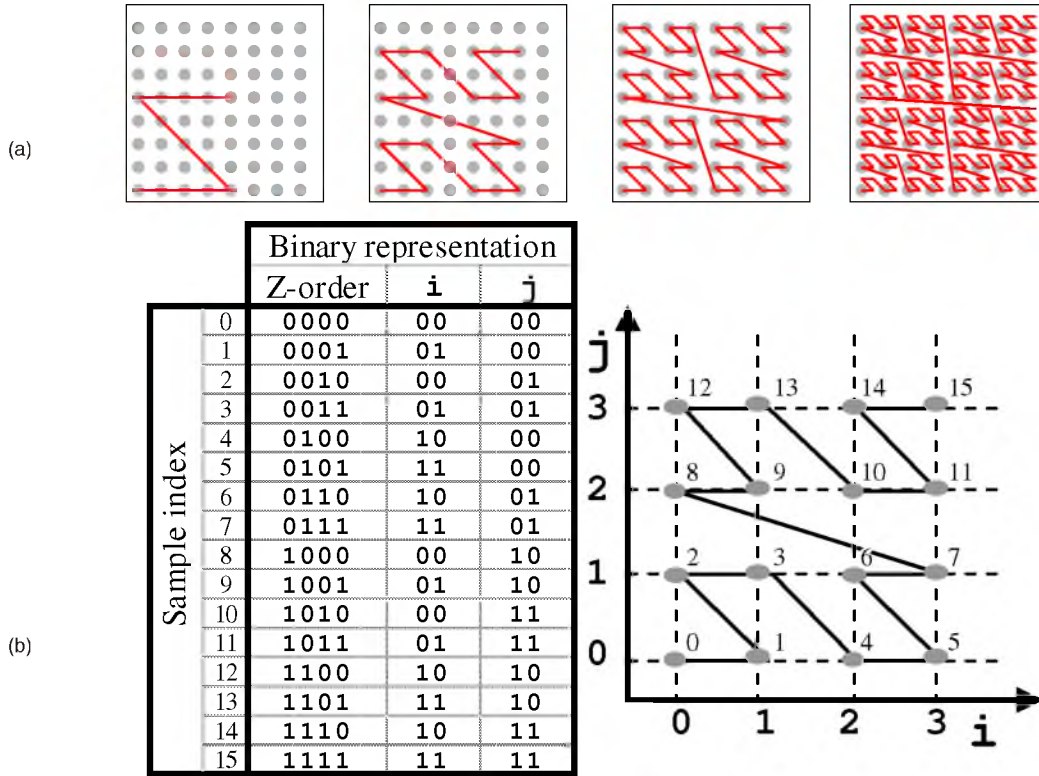 (a)
Binary representation
Z-order i j
Sample index
0 0000 00 00
1 0001 01 00
2 0010 00 01
3 0011 01 01
4 0100 10 00
5 0101 11 00
6 0110 10 01
7 0111 11 01
8 1000 00 10
9 1001 01 10
10 1010 00 11
11 1011 01 11
12 1100 10 10
13 1101 11 10
14 1110 10 11
15 1111 11 11
(b)
j
12 13 14 15
3
8 9 10 11
2
2 3 6 7
1
0 1 4 5
0
0 1 2 3 i